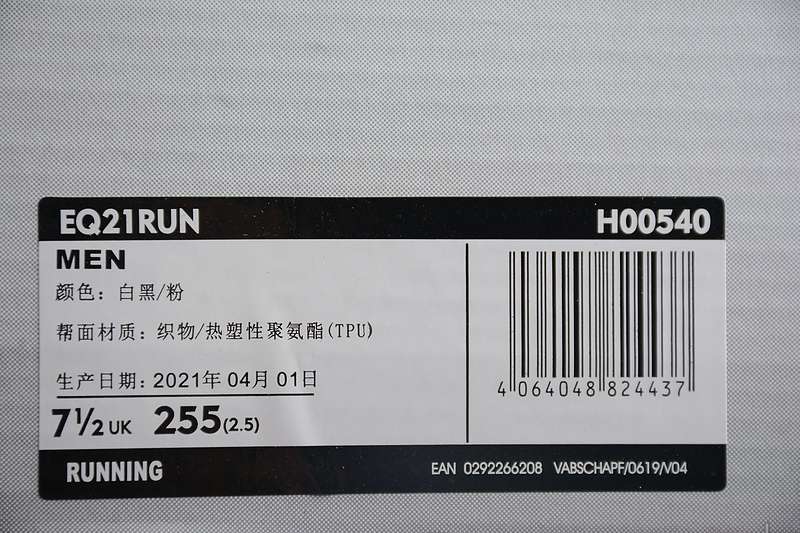 EQ21RUN H00540
MEN
颜色：白黑/粉
帮面材质：织物/热塑性聚氨酯(TPU)
生产日期：2021年 04月 01日
7½ UK 255(2.5)
4 064048 824437
RUNNING EAN 0292266208 VABSCHAPF/0619/V04